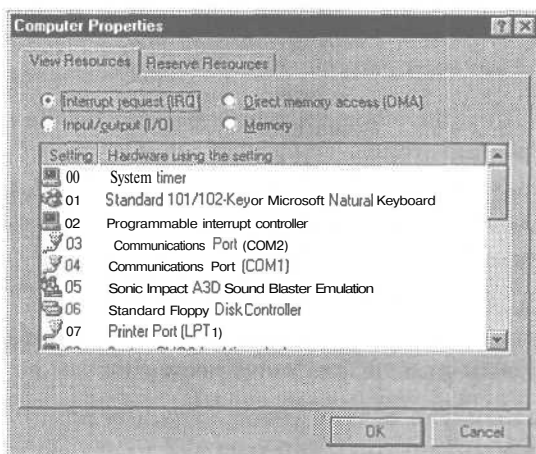 Computer Properties
View Resources Reserve Resources
Interrupt request (IRQ) Direct memory access (DMA)
Input/output (I/O) Memory
Setting Hardware using the setting
00 System timer
01 Standard 101/102-Keyor Microsoft Natural Keyboard
02 Programmable interrupt controller
03 Communications Port (COM2)
04 Communications Port (COM1)
05 Sonic Impact A3D Sound Blaster Emulation
06 Standard Floppy Disk Controller
07 Printer Port (LPT1)
OK Cancel